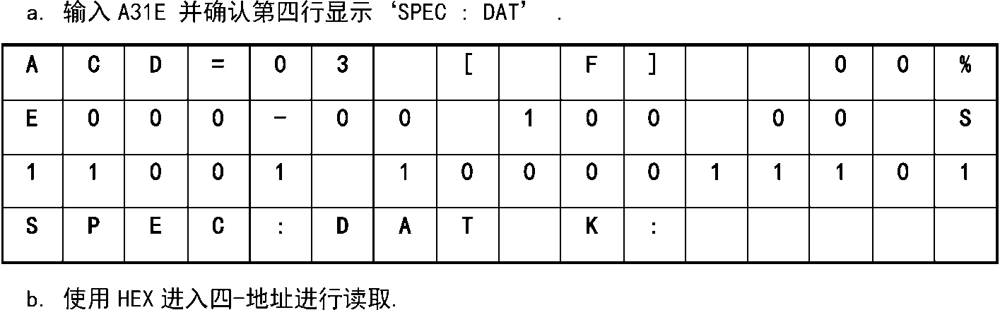 a. 输入 A31E 并确认第四行显示‘SPEC : DAT’ .
A C D = 0 3 [ F ] 0 0 %
E 0 0 0 - 0 0 1 0 0 0 0 S
1 1 0 0 1 1 0 0 0 0 1 1 1 0 1
S P E C : D A T K :
b. 使用 HEX 进入四-地址进行读取.